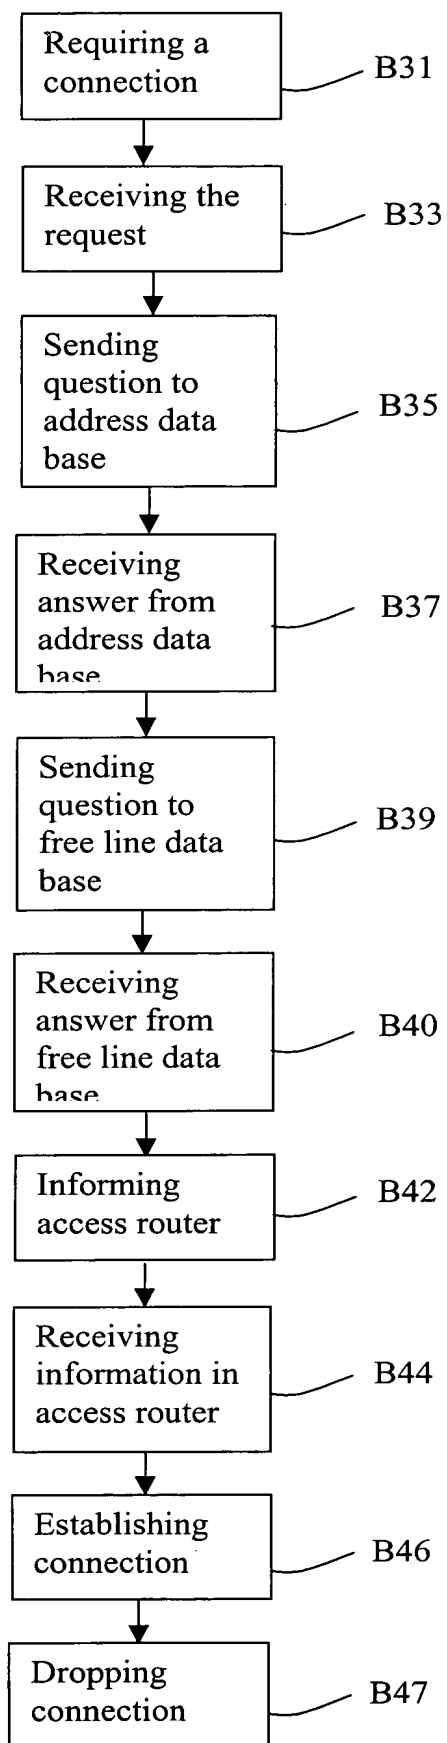 Requiring a
connection
B31
Receiving the
request
B33
Sending
question to
address data
base
B35
Receiving
answer from
address data
base
B37
Sending
question to
free line data
base
B39
Receiving
answer from
free line data
base
B40
Informing
access router
B42
Receiving
information in
access router
B44
Establishing
connection
B46
Dropping
connection
B47